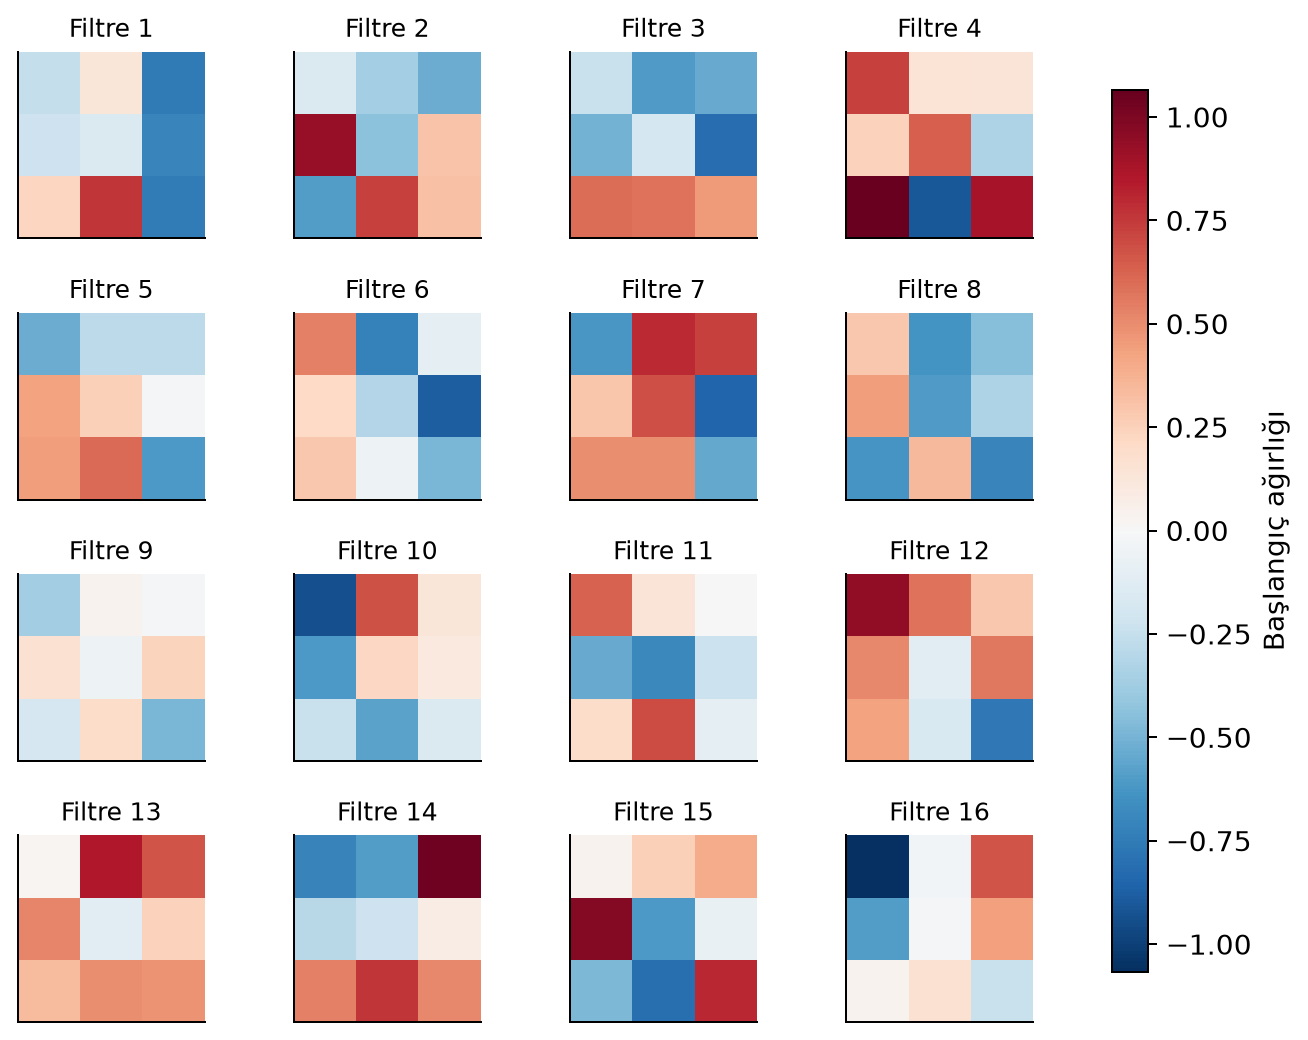 Filtre 1
Filtre 2
Filtre 3
Filtre 4
Filtre 5
Filtre 6
Filtre 7
Filtre 8
Filtre 9
Filtre 10
Filtre 11
Filtre 12
Filtre 13
Filtre 14
Filtre 15
Filtre 16
1.00
0.75
0.50
0.25
0.00
−0.25
−0.50
−0.75
−1.00
Başlangıç ağırlığı